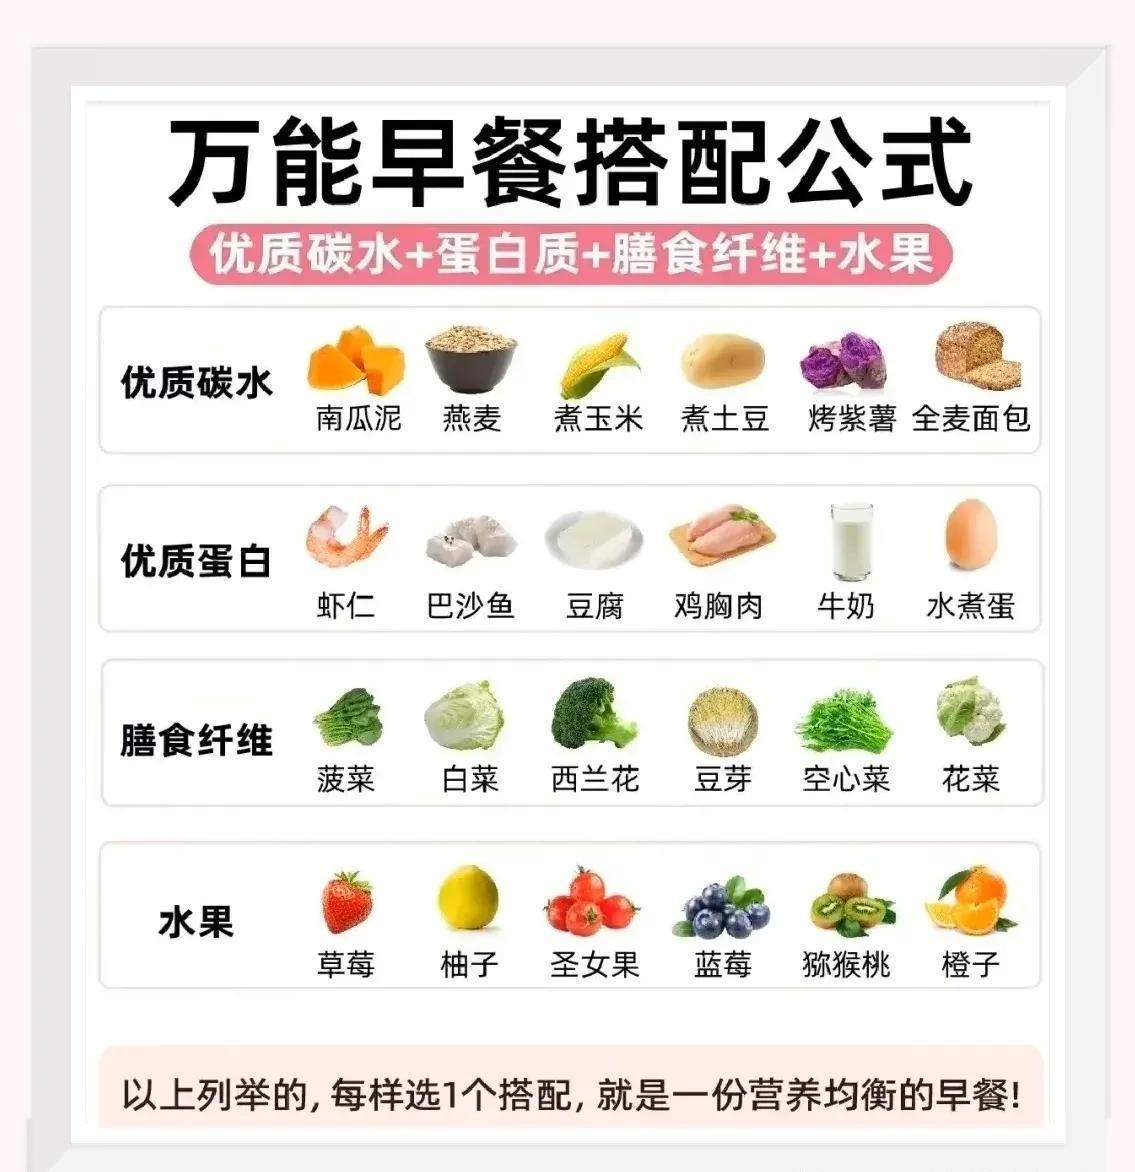 万能早餐搭配公式
优质碳水+蛋白质+膳食纤维+水果
优质碳水
南瓜泥 燕麦 煮玉米 煮土豆 烤紫薯 全麦面包
优质蛋白
虾仁 巴沙鱼 豆腐 鸡胸肉 牛奶 水煮蛋
膳食纤维
菠菜 白菜 西兰花 豆芽 空心菜 花菜
水果
草莓 柚子 圣女果 蓝莓 猕猴桃 橙子
以上列举的, 每样选1个搭配, 就是一份营养均衡的早餐!